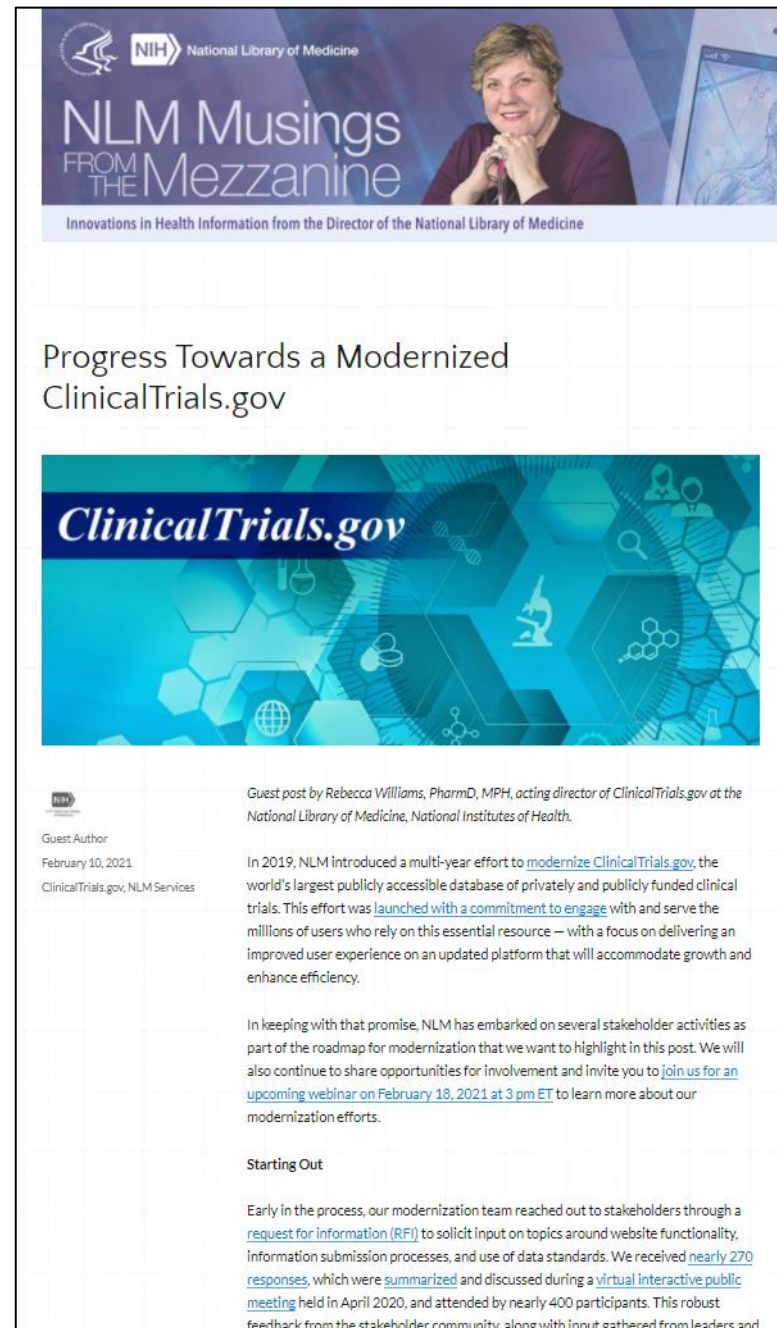 NIH National Library of Medicine
NLM Musings
FROM
THE Mezzanine
Innovations in Health Information from the Director of the National Library of Medicine
Progress Towards a Modernized
ClinicalTrials.gov
ClinicalTrials.gov
NIH
Guest Author
February 10, 2021
ClinicalTrials.gov, NLM Services
Guest post by Rebecca Williams, PharmD, MPH, acting director of ClinicalTrials.gov at the
National Library of Medicine, National Institutes of Health.
In 2019, NLM introduced a multi-year effort to modernize ClinicalTrials.gov, the
world's largest publicly accessible database of privately and publicly funded clinical
trials. This effort was launched with a commitment to engage with and serve the
millions of users who rely on this essential resource — with a focus on delivering an
improved user experience on an updated platform that will accommodate growth and
enhance efficiency.
In keeping with that promise, NLM has embarked on several stakeholder activities as
part of the roadmap for modernization that we want to highlight in this post. We will
also continue to share opportunities for involvement and invite you to join us for an
upcoming webinar on February 18, 2021 at 3 pm ET to learn more about our
modernization efforts.
Starting Out
Early in the process, our modernization team reached out to stakeholders through a
request for information (RFI) to solicit input on topics around website functionality,
information submission processes, and use of data standards. We received nearly 270
responses, which were summarized and discussed during a virtual interactive public
meeting held in April 2020, and attended by nearly 400 participants. This robust
feedback from the stakeholder community, along with input gathered from leaders and